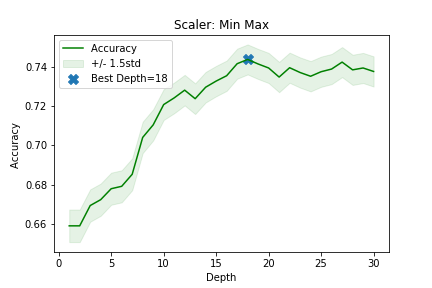 Scaler: Min Max
Accuracy
+/- 1.5std
Best Depth=18
Accuracy
0.74
0.72
0.70
0.68
0.66
0 5 10 15 20 25 30
Depth